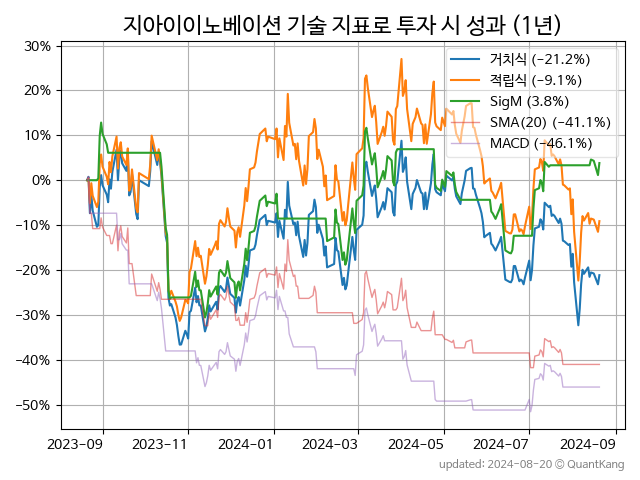 지아이이노베이션 기술 지표로 투자 시 성과 (1년)
30%
20%
10%
0%
−10%
−20%
−30%
−40%
−50%
거치식 (−21.2%)
적립식 (−9.1%)
SigM (3.8%)
SMA(20) (−41.1%)
MACD (−46.1%)
2023-09 2023-11 2024-01 2024-03 2024-05 2024-07 2024-09
updated: 2024-08-20 © QuantKang